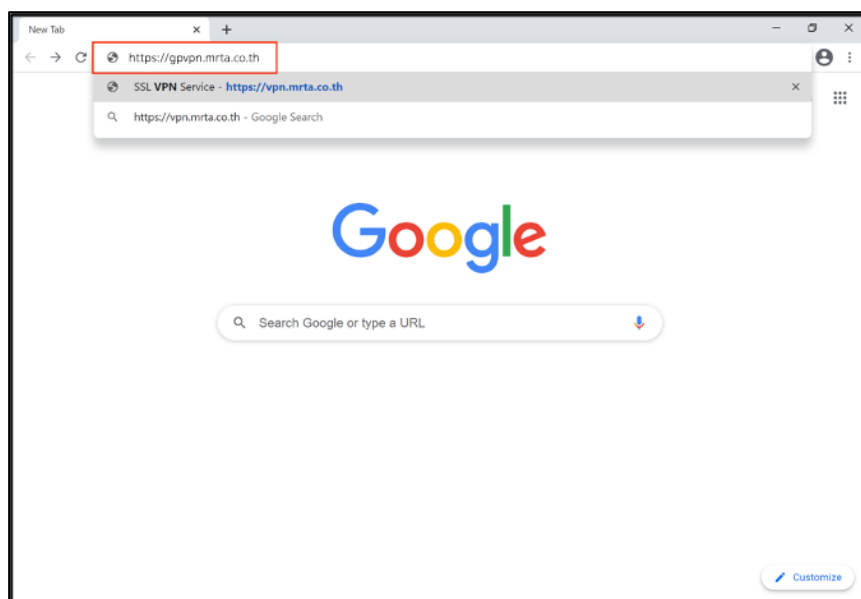 New Tab
https://gpvpn.mrta.co.th
SSL VPN Service - https://vpn.mrta.co.th
https://vpn.mrta.co.th - Google Search
Google
Search Google or type a URL
Customize